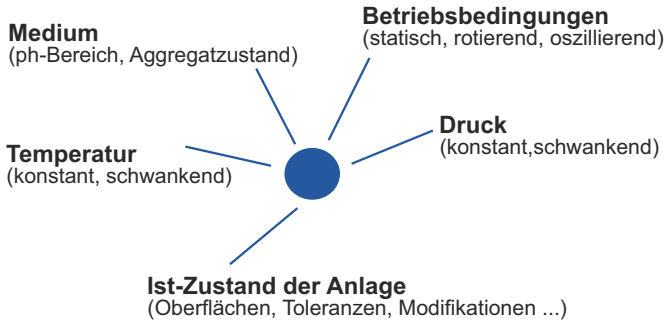 Medium
(ph-Bereich, Aggregatzustand)
Betriebsbedingungen
(statisch, rotierend, oszillierend)
Temperatur
(konstant, schwankend)
Druck
(konstant,schwankend)
Ist-Zustand der Anlage
(Oberflächen, Toleranzen, Modifikationen ...)